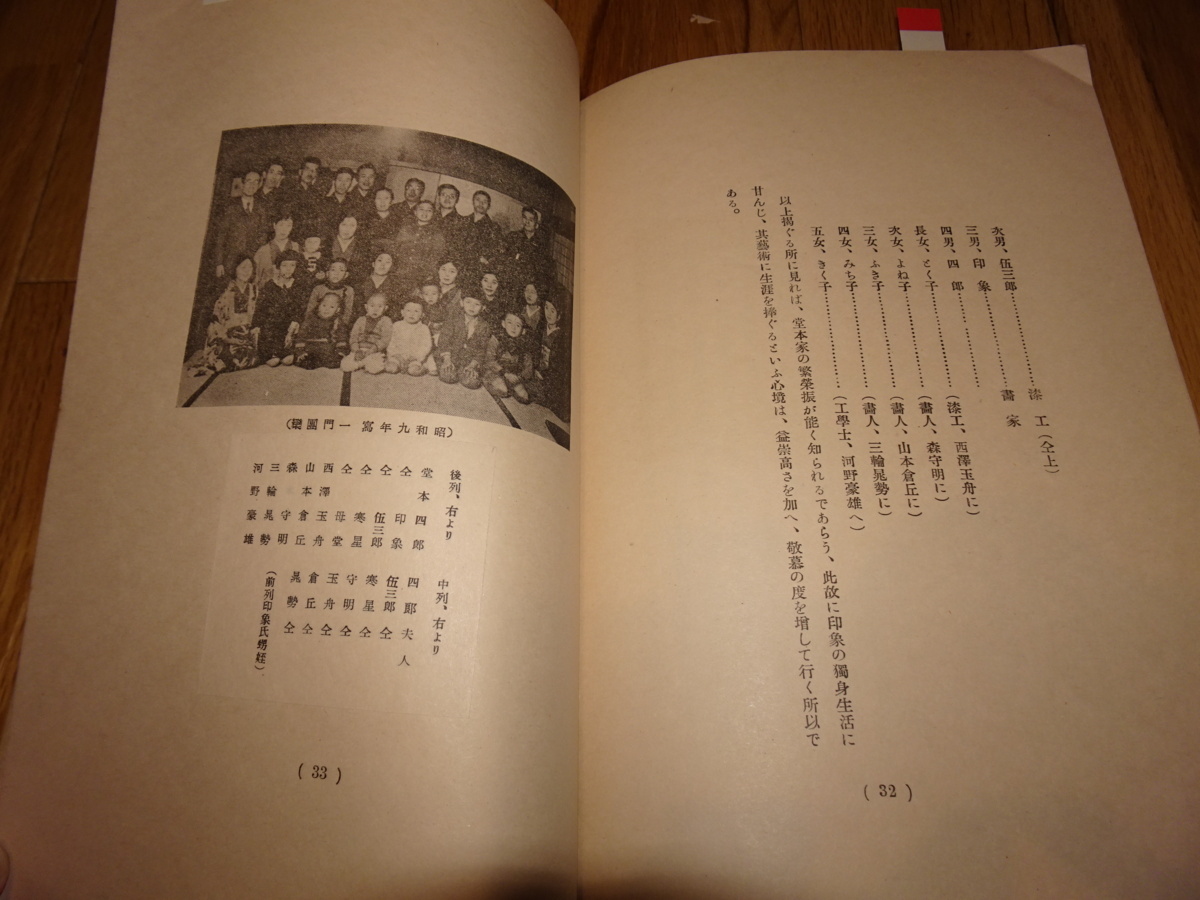 次男、伍三郎……………………漆　工（仝上）
三男、印　象……………………畫　家
四男、四　郎……………………（漆工、西澤玉舟に）
長女、とく子……………………（畫人、森守明に）
次女、よね子……………………（畫人、山本倉丘に）
三女、ふき子……………………（畫人、三輪晁勢に）
四女、みち子……………………（工學士、河野豪雄へ）
五女、きく子……………………
以上揭ぐる所に見れば、堂本家の繁榮振が能く知られるであらう、此故に印象の獨身生活に
甘んじ、其藝術に生涯を捧ぐるといふ心境は、益崇高さを加へ、敬慕の度を增して行く所以で
ある。
( 32 )
（昭和九年寫 一門團欒）
後列、右より
堂本四郎
仝　印象
仝　伍三郎
仝　寒星
仝　母堂
西澤玉舟
山本倉丘
森　守明
三輪晁勢
河野豪雄
中列、右より
四郎夫人
伍三郎仝
寒星仝
守明仝
玉舟仝
倉丘仝
晁勢仝
（前列印象氏甥姪）
( 33 )